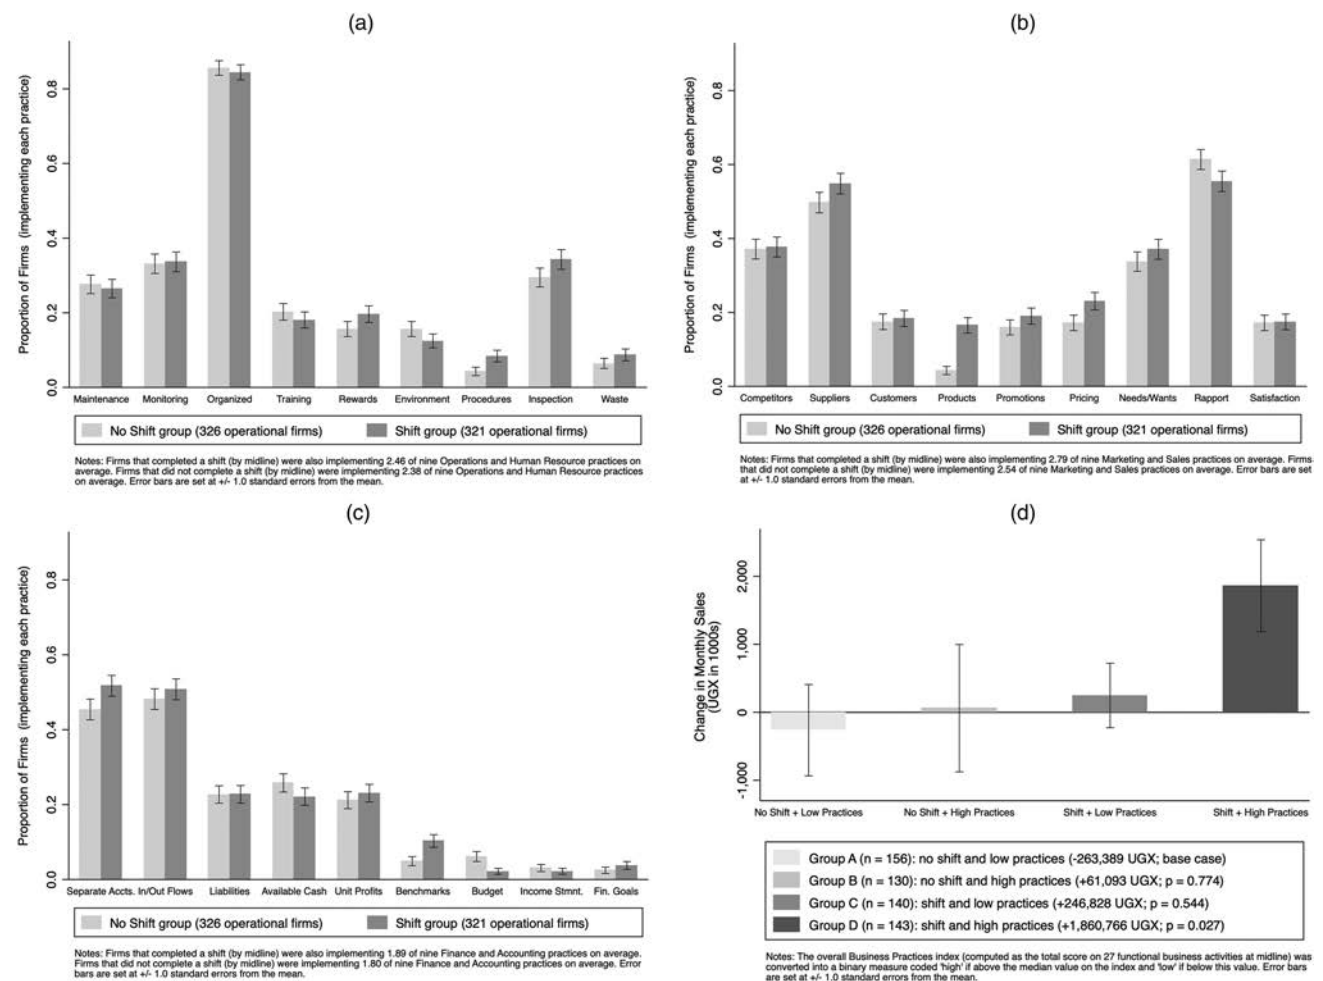 (a)
Proportion of Firms (implementing each practice)
0.8
0.6
0.4
0.2
0.0
Maintenance Monitoring Organized Training Rewards Environment Procedures Inspection Waste
No Shift group (326 operational firms) Shift group (321 operational firms)
Notes: Firms that completed a shift (by midline) were also implementing 2.46 of nine Operations and Human Resource practices on
average. Firms that did not complete a shift (by midline) were implementing 2.38 of nine Operations and Human Resource practices
on average. Error bars are set at +/- 1.0 standard errors from the mean.
(b)
Proportion of Firms (implementing each practice)
0.8
0.6
0.4
0.2
0.0
Competitors Suppliers Customers Products Promotions Pricing Needs/Wants Rapport Satisfaction
No Shift group (326 operational firms) Shift group (321 operational firms)
Notes: Firms that completed a shift (by midline) were also implementing 2.79 of nine Marketing and Sales practices on average. Firms
that did not complete a shift (by midline) were implementing 2.54 of nine Marketing and Sales practices on average. Error bars are set
at +/- 1.0 standard errors from the mean.
(c)
Proportion of Firms (implementing each practice)
0.8
0.6
0.4
0.2
0.0
Separate Accts. In/Out Flows Liabilities Available Cash Unit Profits Benchmarks Budget Income Stmnt. Fin. Goals
No Shift group (326 operational firms) Shift group (321 operational firms)
Notes: Firms that completed a shift (by midline) were also implementing 1.89 of nine Finance and Accounting practices on average.
Firms that did not complete a shift (by midline) were implementing 1.80 of nine Finance and Accounting practices on average. Error
bars are set at +/- 1.0 standard errors from the mean.
(d)
Change in Monthly Sales
(UGX in 1000s)
2,000
1,000
0
-1,000
No Shift + Low Practices No Shift + High Practices Shift + Low Practices Shift + High Practices
Group A (n = 156): no shift and low practices (-263,389 UGX; base case)
Group B (n = 130): no shift and high practices (+61,093 UGX; p = 0.774)
Group C (n = 140): shift and low practices (+246,828 UGX; p = 0.544)
Group D (n = 143): shift and high practices (+1,860,766 UGX; p = 0.027)
Notes: The overall Business Practices index (computed as the total score on 27 functional business activities at midline) was
converted into a binary measure coded 'high' if above the median value on the index and 'low' if below this value. Error bars
are set at +/- 1.0 standard errors from the mean.